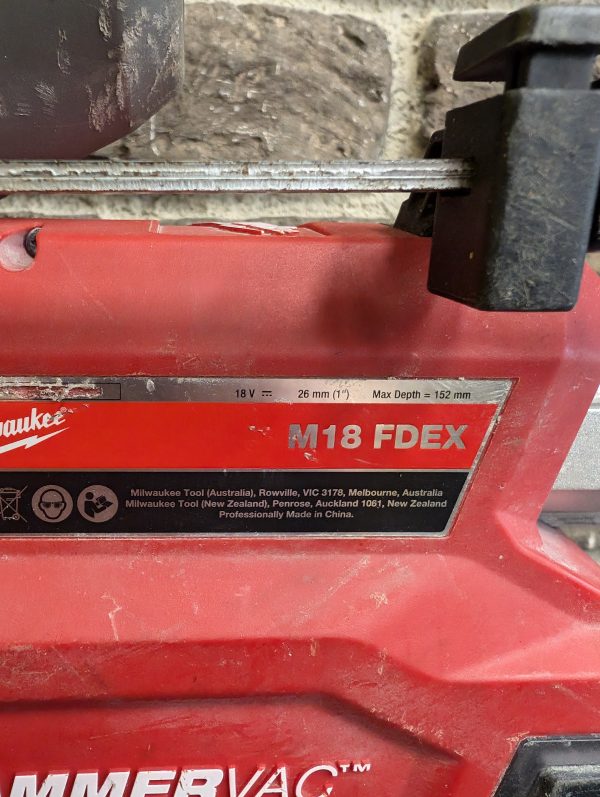 18 V ⎓ 26 mm (1") Max Depth = 152 mm
M18 FDEX
Milwaukee Tool (Australia), Rowville, VIC 3178, Melbourne, Australia
Milwaukee Tool (New Zealand), Penrose, Auckland 1061, New Zealand
Professionally Made in China.
MMERVAC™